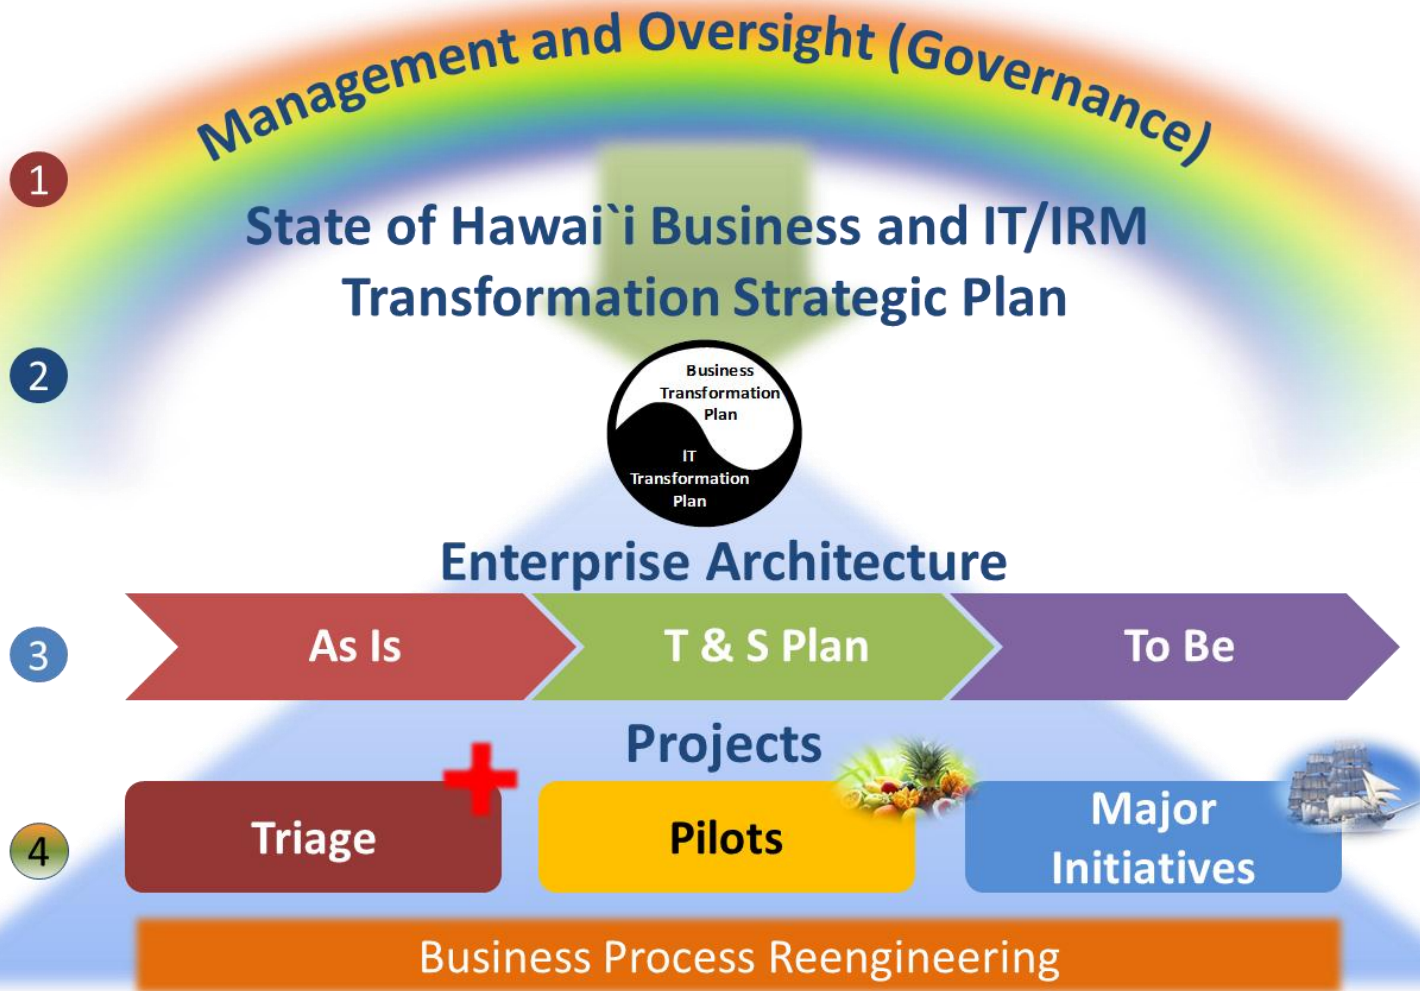 Management and Oversight (Governance)
1
State of Hawai`i Business and IT/IRM
Transformation Strategic Plan
2
Business
Transformation
Plan
IT
Transformation
Plan
Enterprise Architecture
3
As Is
T & S Plan
To Be
Projects
4
Triage
Pilots
Major
Initiatives
Business Process Reengineering